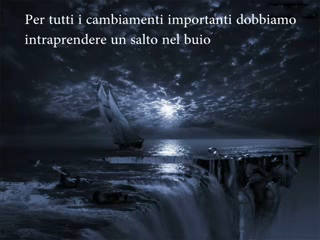 Per tutti i cambiamenti importanti dobbiamo
intraprendere un salto nel buio